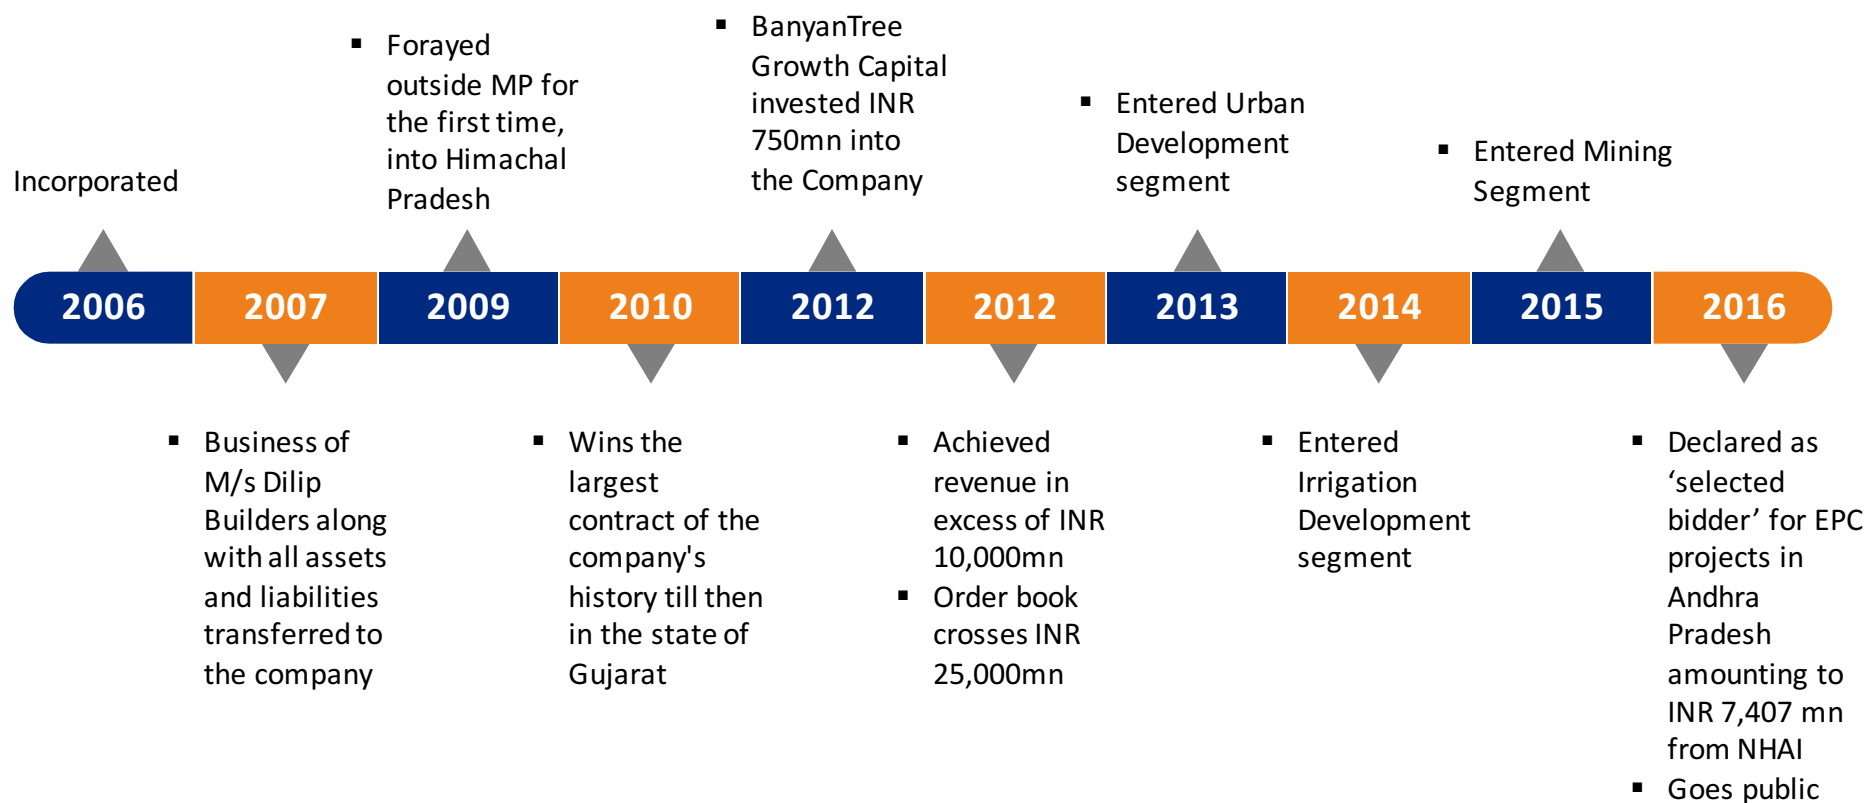 Incorporated
▪ Forayed
outside MP for
the first time,
into Himachal
Pradesh
▪ BanyanTree
Growth Capital
invested INR
750mn into
the Company
▪ Entered Urban
Development
segment
▪ Entered Mining
Segment
2006 2007 2009 2010 2012 2012 2013 2014 2015 2016
▪ Business of
M/s Dilip
Builders along
with all assets
and liabilities
transferred to
the company
▪ Wins the
largest
contract of the
company's
history till then
in the state of
Gujarat
▪ Achieved
revenue in
excess of INR
10,000mn
▪ Order book
crosses INR
25,000mn
▪ Entered
Irrigation
Development
segment
▪ Declared as
‘selected
bidder’ for EPC
projects in
Andhra
Pradesh
amounting to
INR 7,407 mn
from NHAI
▪ Goes public